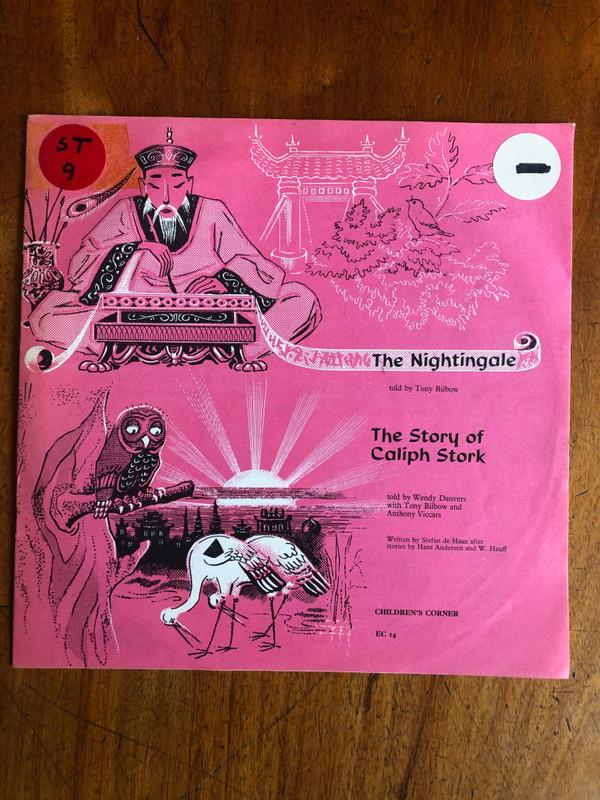 ST
9
The Nightingale
told by Tony Bilbow
The Story of
Caliph Stork
told by Wendy Danvers
with Tony Bilbow and
Anthony Viccars
Written by Stefan de Haan after
stories by Hans Andersen and W. Hauff
CHILDREN'S CORNER
EC 14